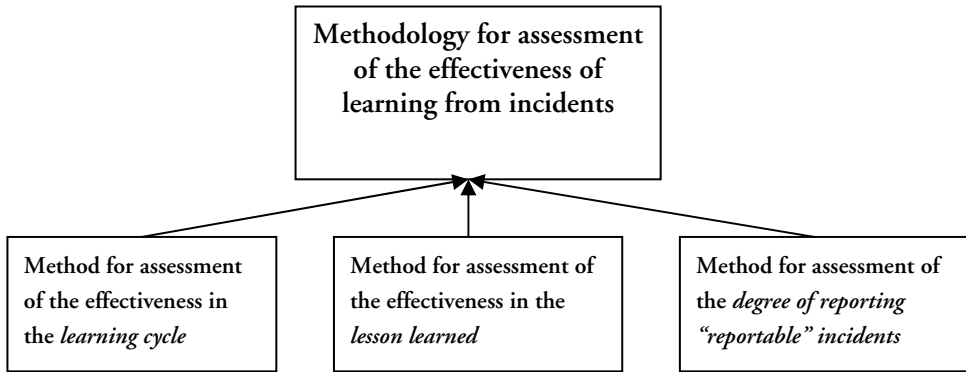 Methodology for assessment
of the effectiveness of
learning from incidents
Method for assessment
of the effectiveness in
the learning cycle
Method for assessment of
the effectiveness in the
lesson learned
Method for assessment of
the degree of reporting
“reportable” incidents